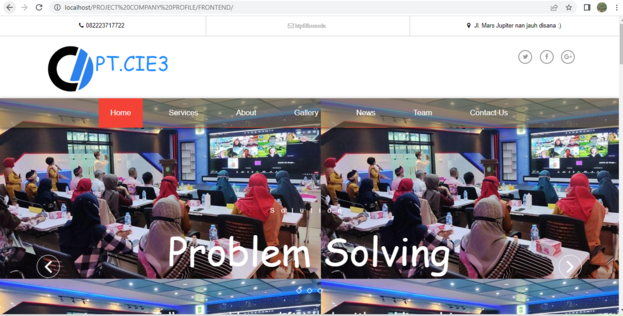 localhost/PROJECT%20COMPANY%20PROFILE/FRONTEND/
082223717722
Jl. Mars Jupiter nan jauh disana :)
PT.CIE3
Home Services About Gallery News Team Contact Us
Solution
Problem Solving